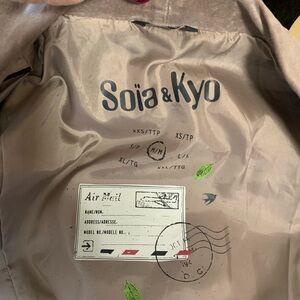 Soïa & Kyo
XXS/TTP
XS/TP
S/P
M/M
L/L
XL/TG
XXL/TTG
Air Mail
NAME/NOM:
ADDRESS/ADRESSE:
MODEL NO./MODELE NO.: